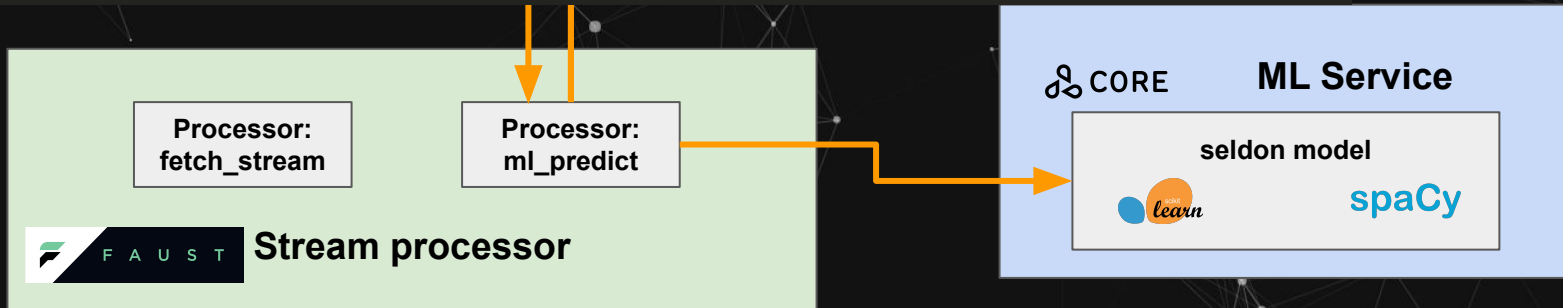 Processor:
fetch_stream
Processor:
ml_predict
FAUST
Stream processor
CORE
ML Service
seldon model
scikit
learn
spaCy